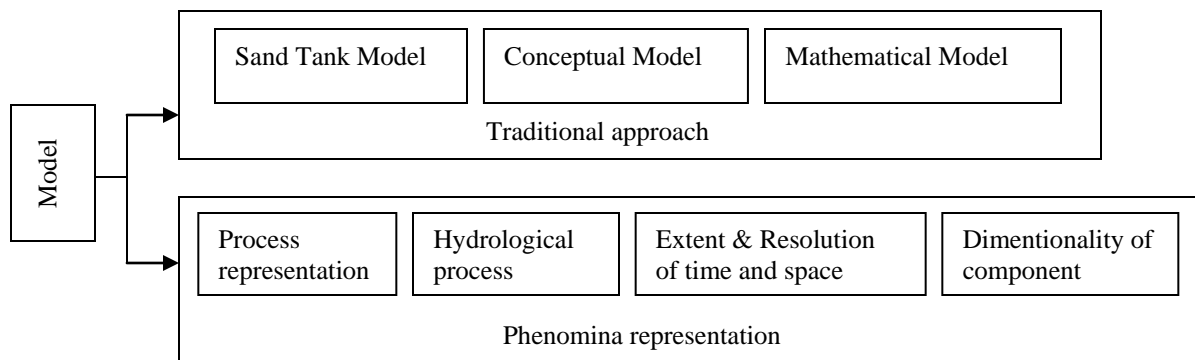 Sand Tank Model
Conceptual Model
Mathematical Model
Traditional approach
Model
Process
representation
Hydrological
process
Extent & Resolution
of time and space
Dimentionality of
component
Phenomina representation